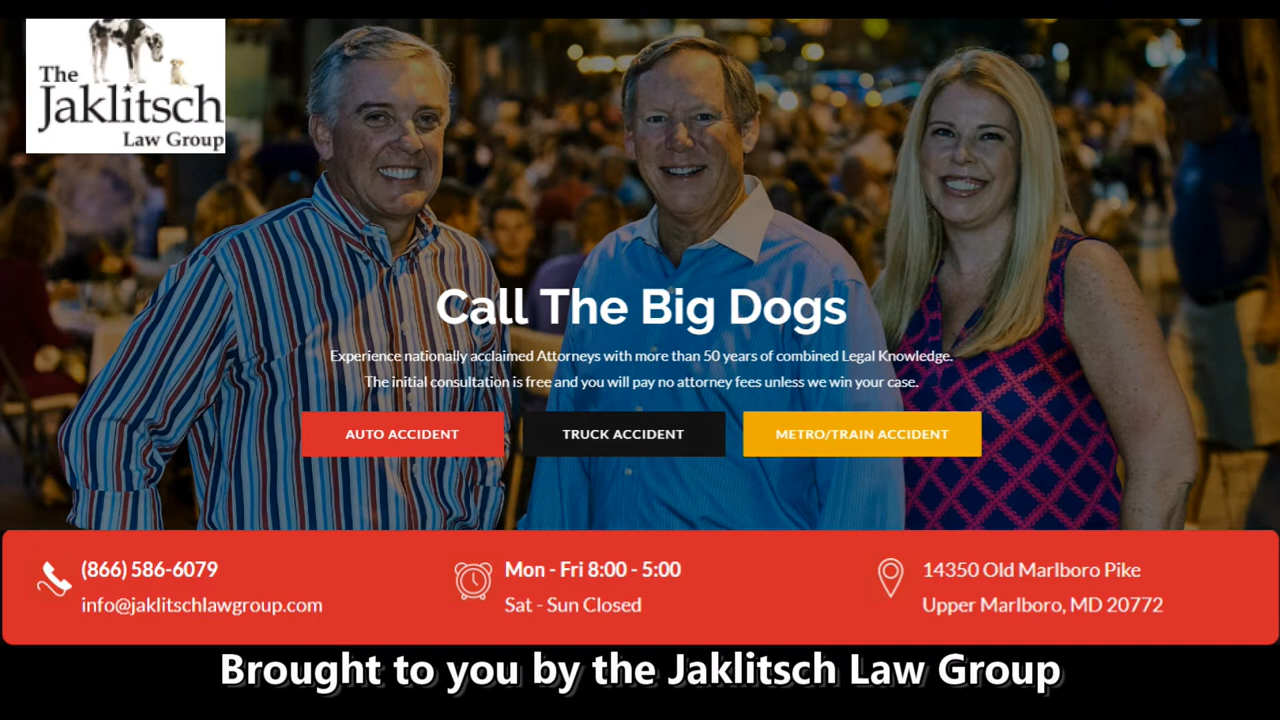 The
Jaklitsch
Law Group
Call The Big Dogs
Experience nationally acclaimed Attorneys with more than 50 years of combined Legal Knowledge.
The initial consultation is free and you will pay no attorney fees unless we win your case.
AUTO ACCIDENT
TRUCK ACCIDENT
METRO/TRAIN ACCIDENT
(866) 586-6079
info@jaklitschlawgroup.com
Mon - Fri 8:00 - 5:00
Sat - Sun Closed
14350 Old Marlboro Pike
Upper Marlboro, MD 20772
Brought to you by the Jaklitsch Law Group